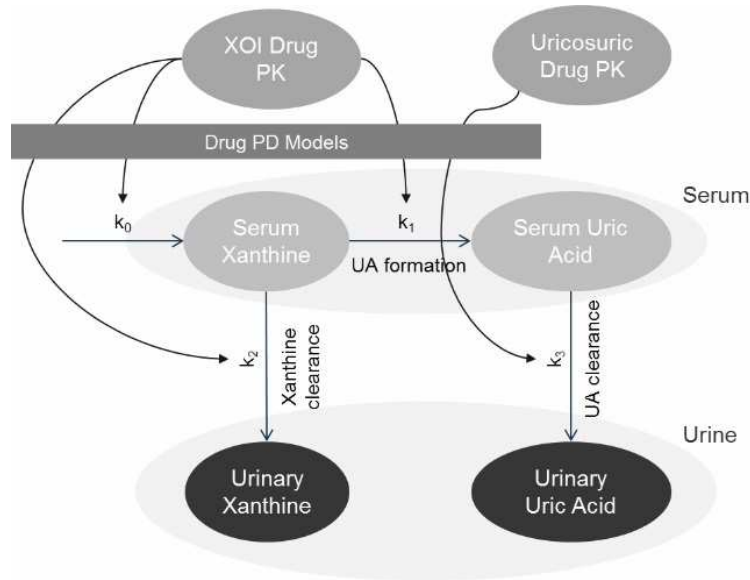 XOI Drug
PK
Uricosuric
Drug PK
Drug PD Models
Serum
k0
Serum
Xanthine
k1
UA formation
Serum Uric
Acid
k2
Xanthine
clearance
k3
UA clearance
Urine
Urinary
Xanthine
Urinary
Uric Acid